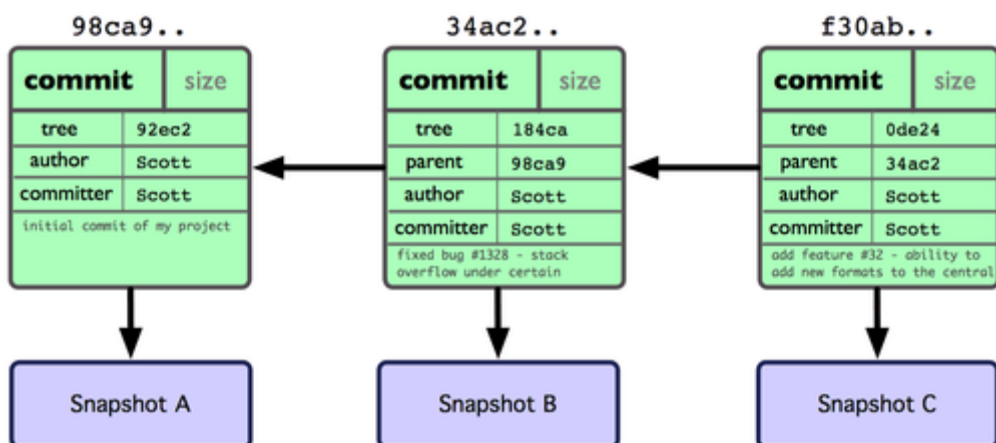 98ca9..
34ac2..
f30ab..
commit size
commit size
commit size
tree 92ec2
author Scott
committer Scott
initial commit of my project
tree 184ca
parent 98ca9
author Scott
committer Scott
fixed bug #1328 - stack
overflow under certain
tree 0de24
parent 34ac2
author Scott
committer Scott
add feature #32 - ability to
add new formats to the central
Snapshot A
Snapshot B
Snapshot C